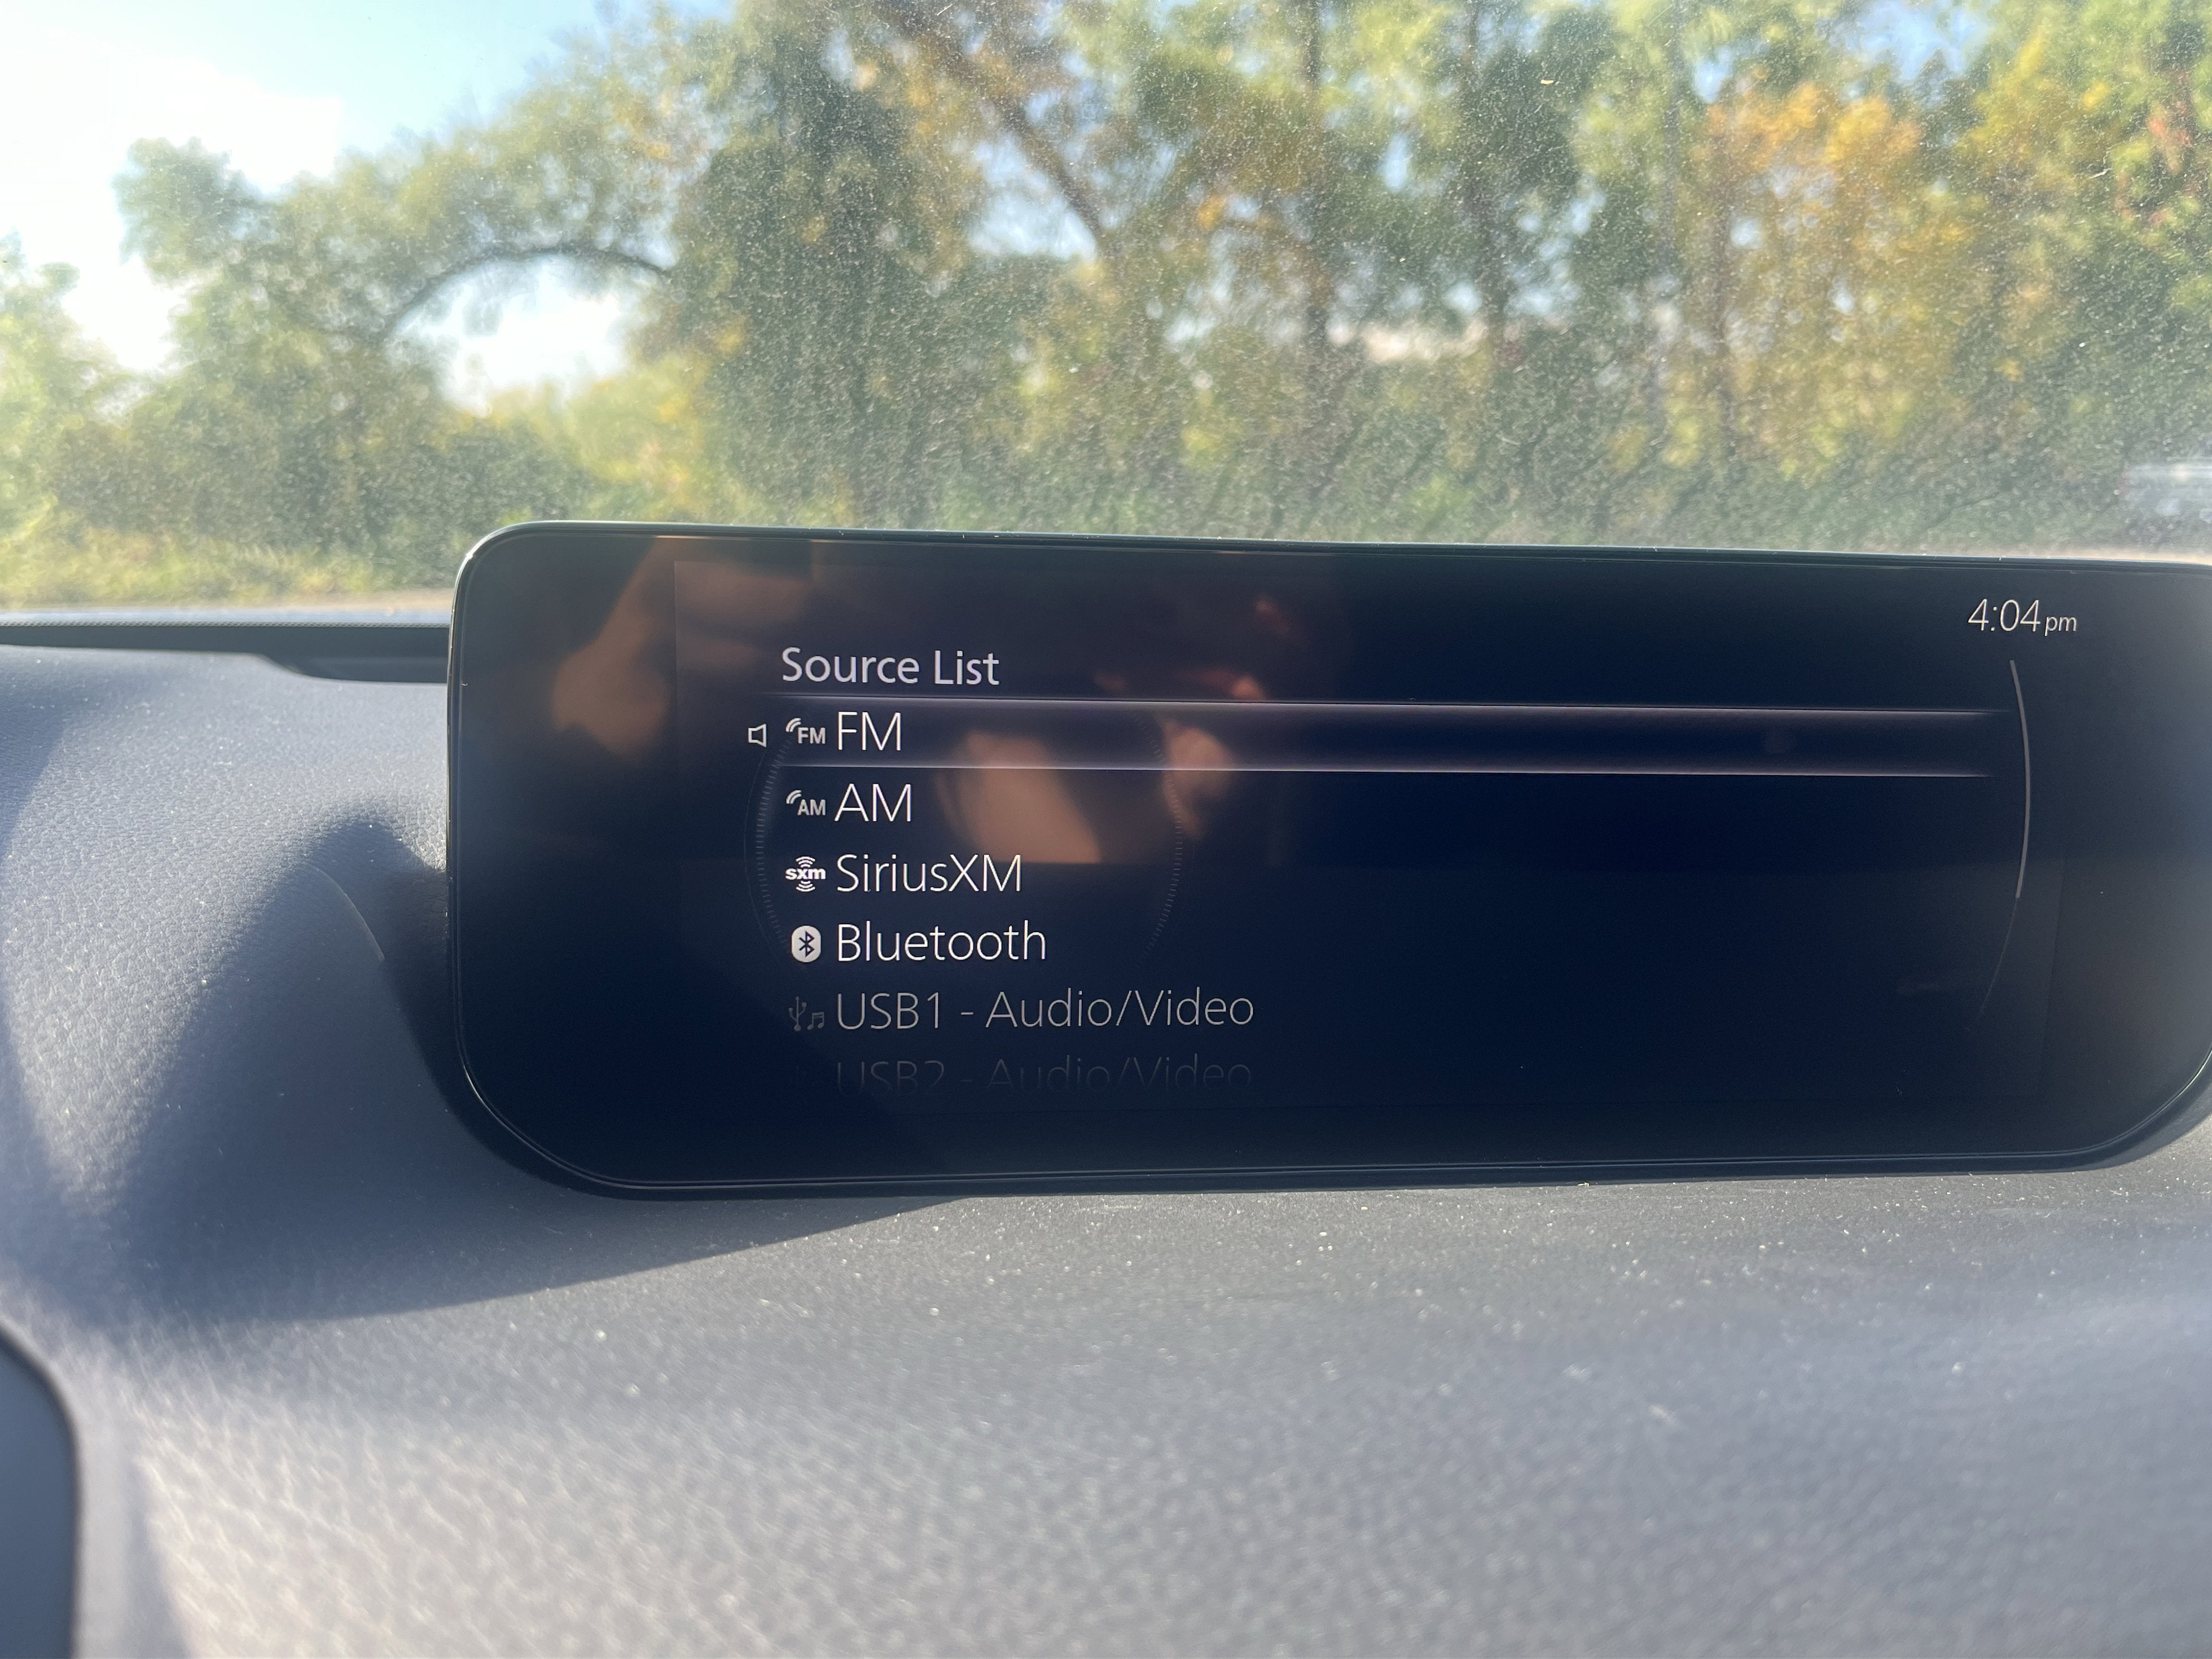 4:04pm
Source List
FM FM
AM AM
sxm SiriusXM
Bluetooth
USB1 - Audio/Video
USB2 - Audio/Video